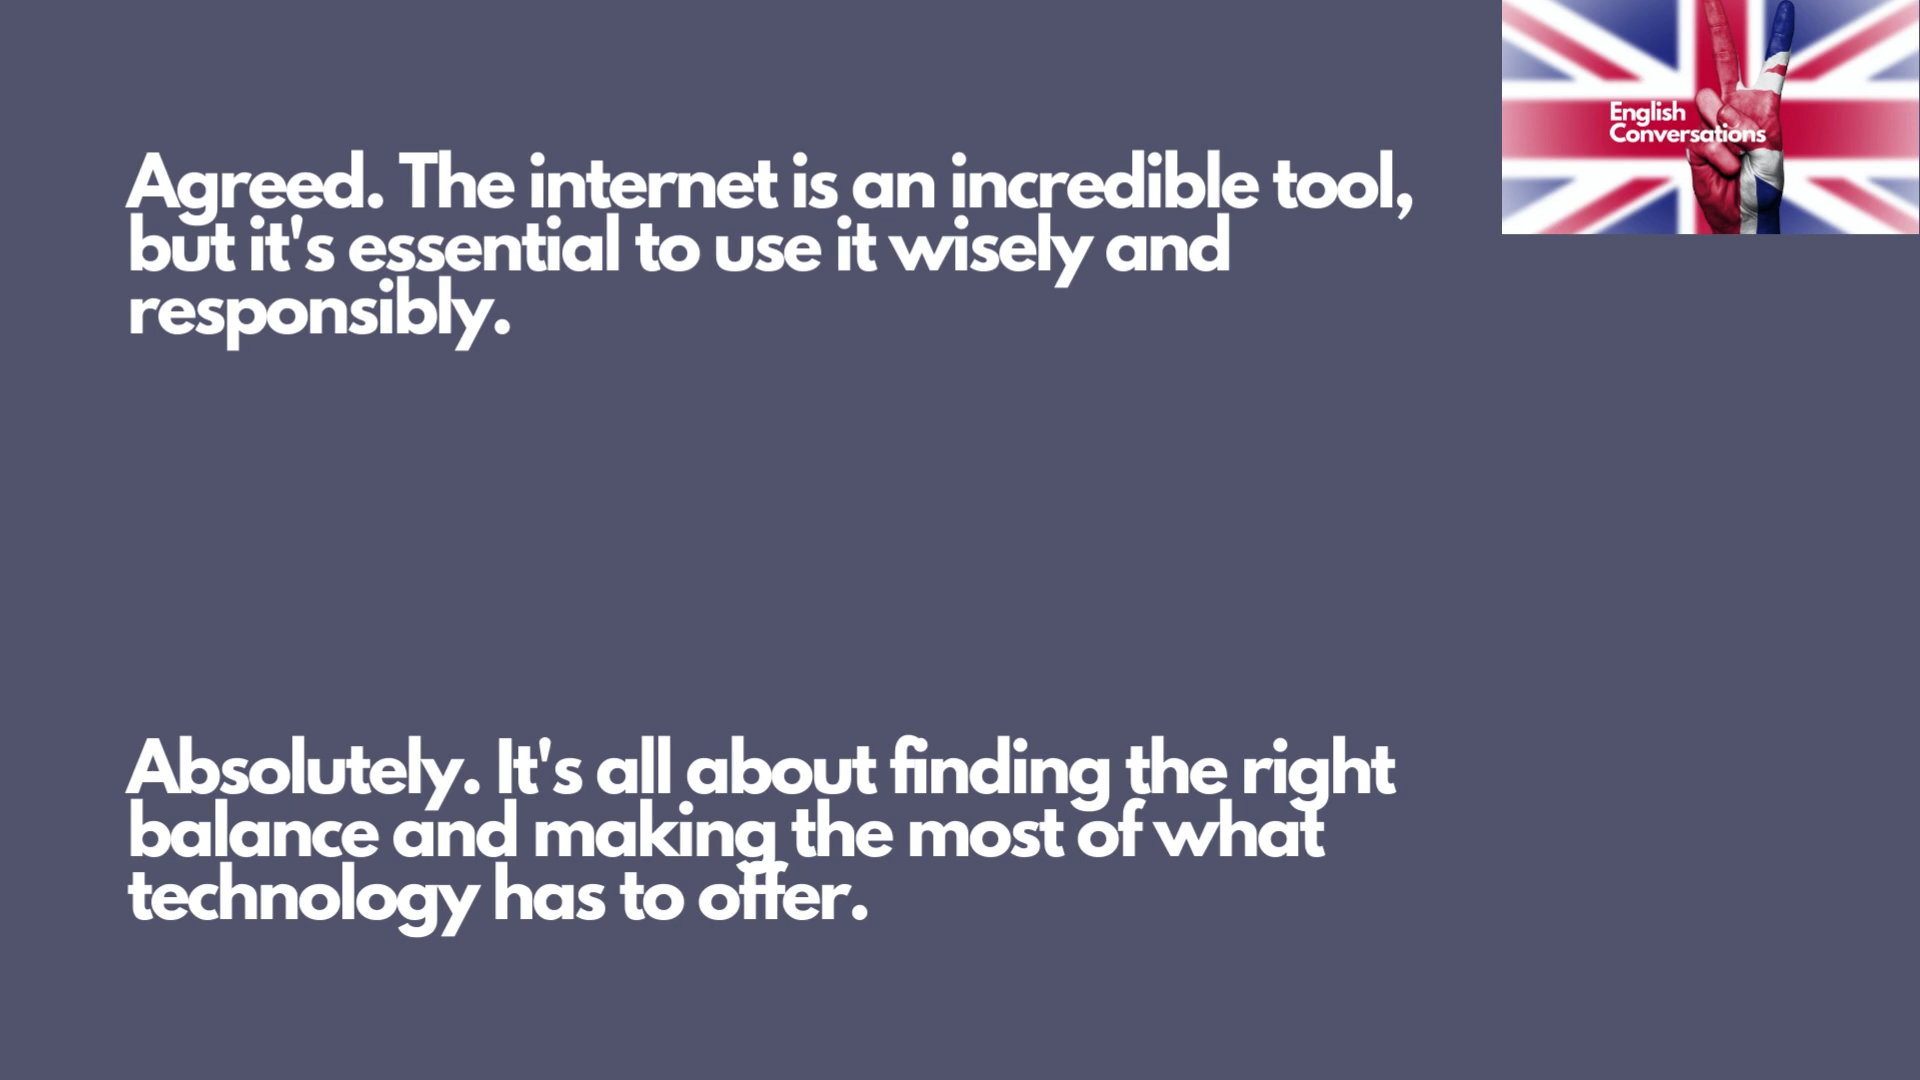 English
Conversations
Agreed. The internet is an incredible tool,
but it's essential to use it wisely and
responsibly.
Absolutely. It's all about finding the right
balance and making the most of what
technology has to offer.